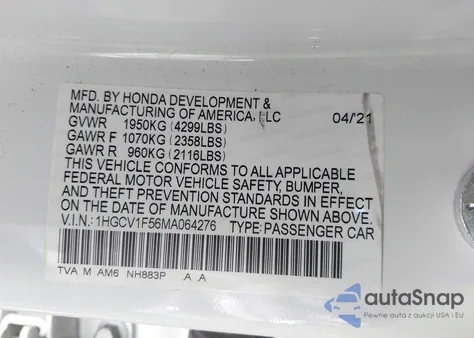 MFD. BY HONDA DEVELOPMENT &
MANUFACTURING OF AMERICA, LLC 04/21
GVWR 1950KG (4299LBS)
GAWR F 1070KG (2358LBS)
GAWR R 960KG (2116LBS)
THIS VEHICLE CONFORMS TO ALL APPLICABLE
FEDERAL MOTOR VEHICLE SAFETY, BUMPER,
AND THEFT PREVENTION STANDARDS IN EFFECT
ON THE DATE OF MANUFACTURE SHOWN ABOVE.
V.I.N.: 1HGCV1F56MA064276 TYPE: PASSENGER CAR
TVA M AM6 NH883P .A .A
autoSnap
Pewne auta z aukcji USA i EU